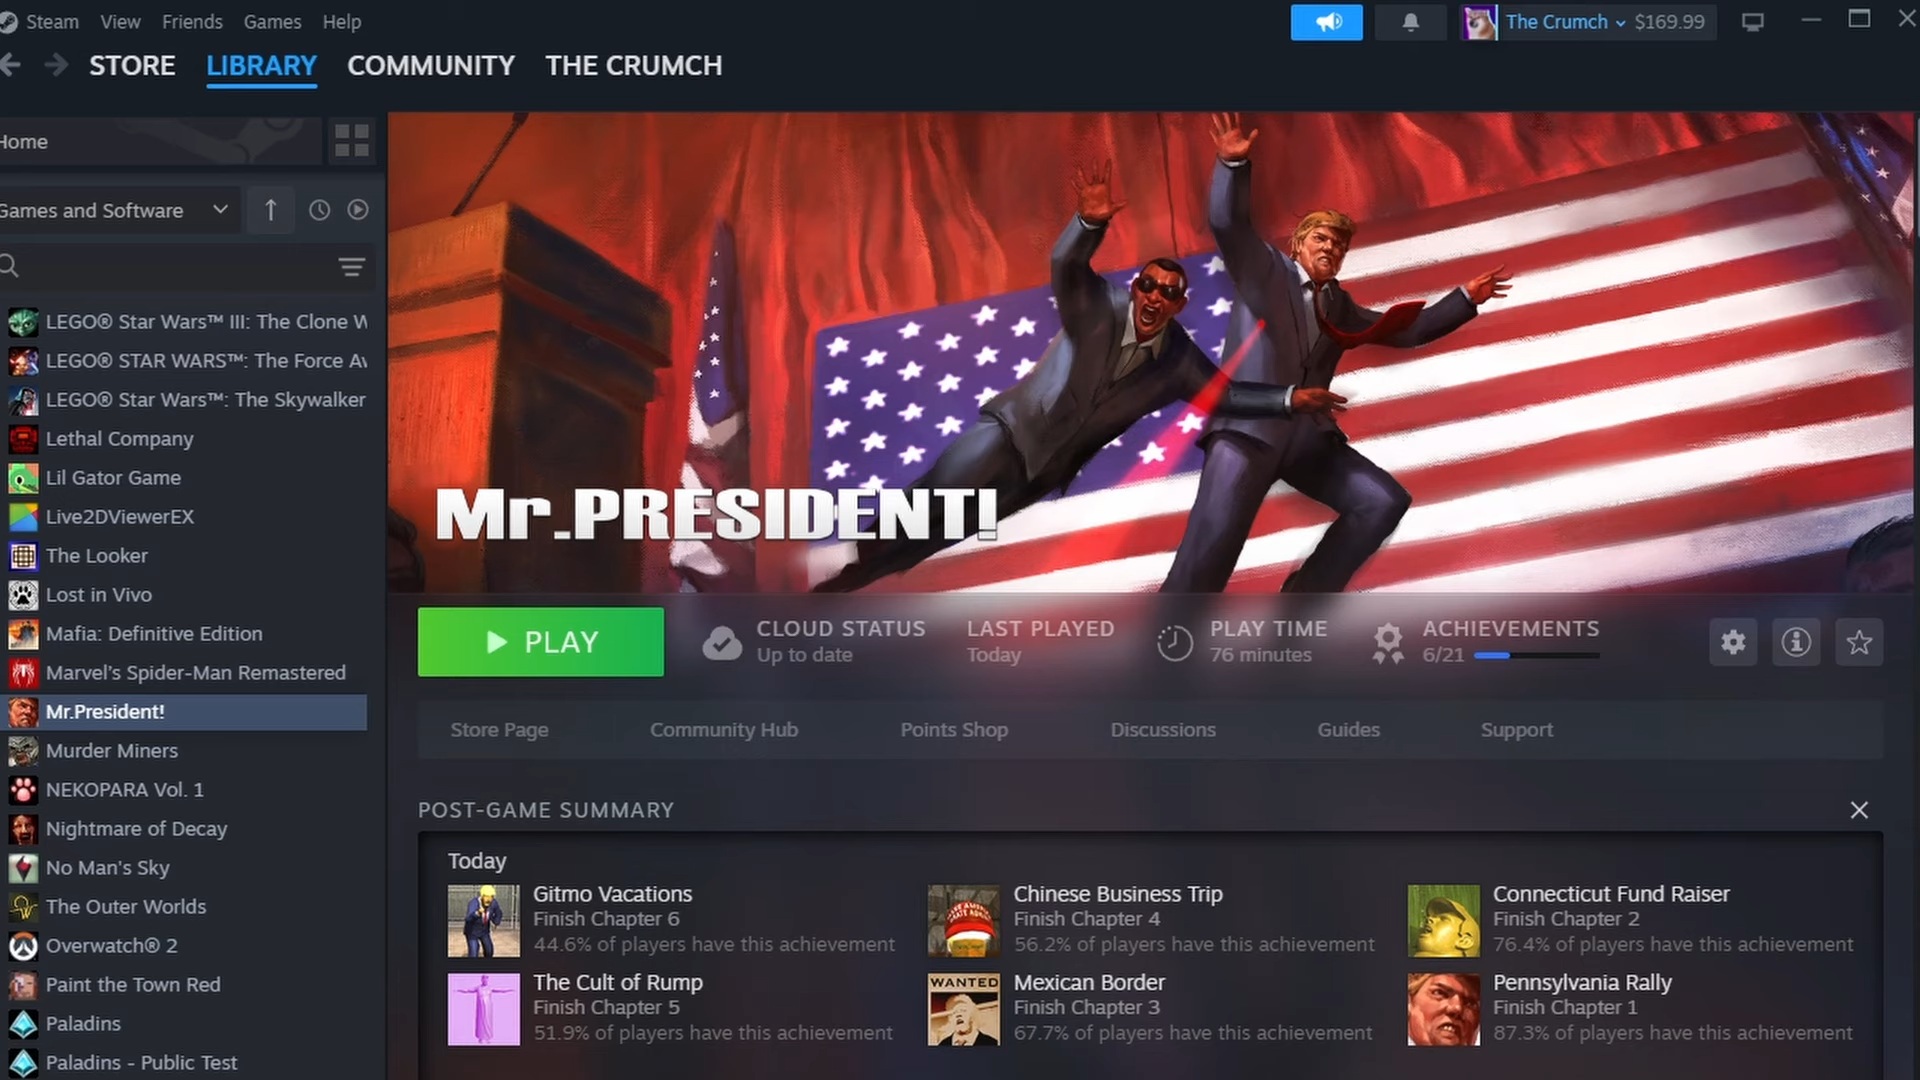 Steam View Friends Games Help
The Crumch $169.99
STORE LIBRARY COMMUNITY THE CRUMCH
Home
Games and Software
LEGO® Star Wars™ III: The Clone W
LEGO® STAR WARS™: The Force Av
LEGO® Star Wars™: The Skywalker
Lethal Company
Lil Gator Game
Live2DViewerEX
The Looker
Lost in Vivo
Mafia: Definitive Edition
Marvel's Spider-Man Remastered
Mr.President!
Murder Miners
NEKOPARA Vol. 1
Nightmare of Decay
No Man's Sky
The Outer Worlds
Overwatch® 2
Paint the Town Red
Paladins
Paladins - Public Test
Mr.PRESIDENT!
PLAY
CLOUD STATUS
Up to date
LAST PLAYED
Today
PLAY TIME
76 minutes
ACHIEVEMENTS
6/21
Store Page Community Hub Points Shop Discussions Guides Support
POST-GAME SUMMARY
Today
Gitmo Vacations
Finish Chapter 6
44.6% of players have this achievement
Chinese Business Trip
Finish Chapter 4
56.2% of players have this achievement
Connecticut Fund Raiser
Finish Chapter 2
76.4% of players have this achievement
The Cult of Rump
Finish Chapter 5
51.9% of players have this achievement
WANTED
Mexican Border
Finish Chapter 3
67.7% of players have this achievement
Pennsylvania Rally
Finish Chapter 1
87.3% of players have this achievement